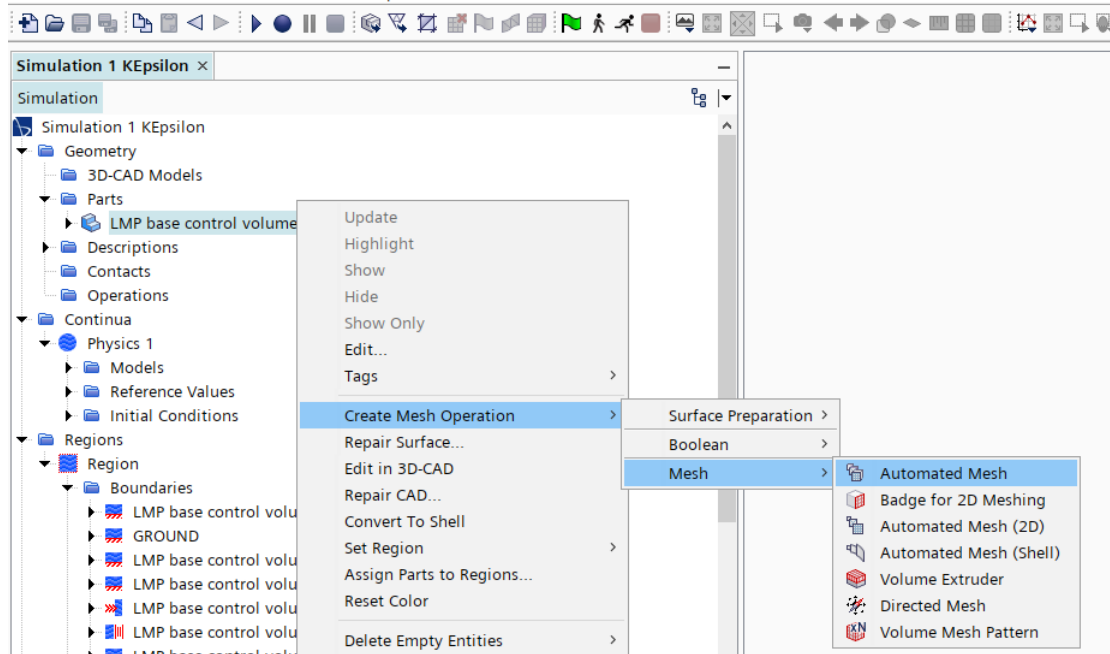 Simulation 1 KEpsilon ×
Simulation
Simulation 1 KEpsilon
Geometry
3D-CAD Models
Parts
LMP base control volume
Descriptions
Contacts
Operations
Continua
Physics 1
Models
Reference Values
Initial Conditions
Regions
Region
Boundaries
LMP base control volu
GROUND
LMP base control volu
LMP base control volu
LMP base control volu
LMP base control volu
Update
Highlight
Show
Hide
Show Only
Edit...
Tags
Create Mesh Operation
Repair Surface...
Edit in 3D-CAD
Repair CAD...
Convert To Shell
Set Region
Assign Parts to Regions...
Reset Color
Delete Empty Entities
Surface Preparation
Boolean
Mesh
Automated Mesh
Badge for 2D Meshing
Automated Mesh (2D)
Automated Mesh (Shell)
Volume Extruder
Directed Mesh
Volume Mesh Pattern